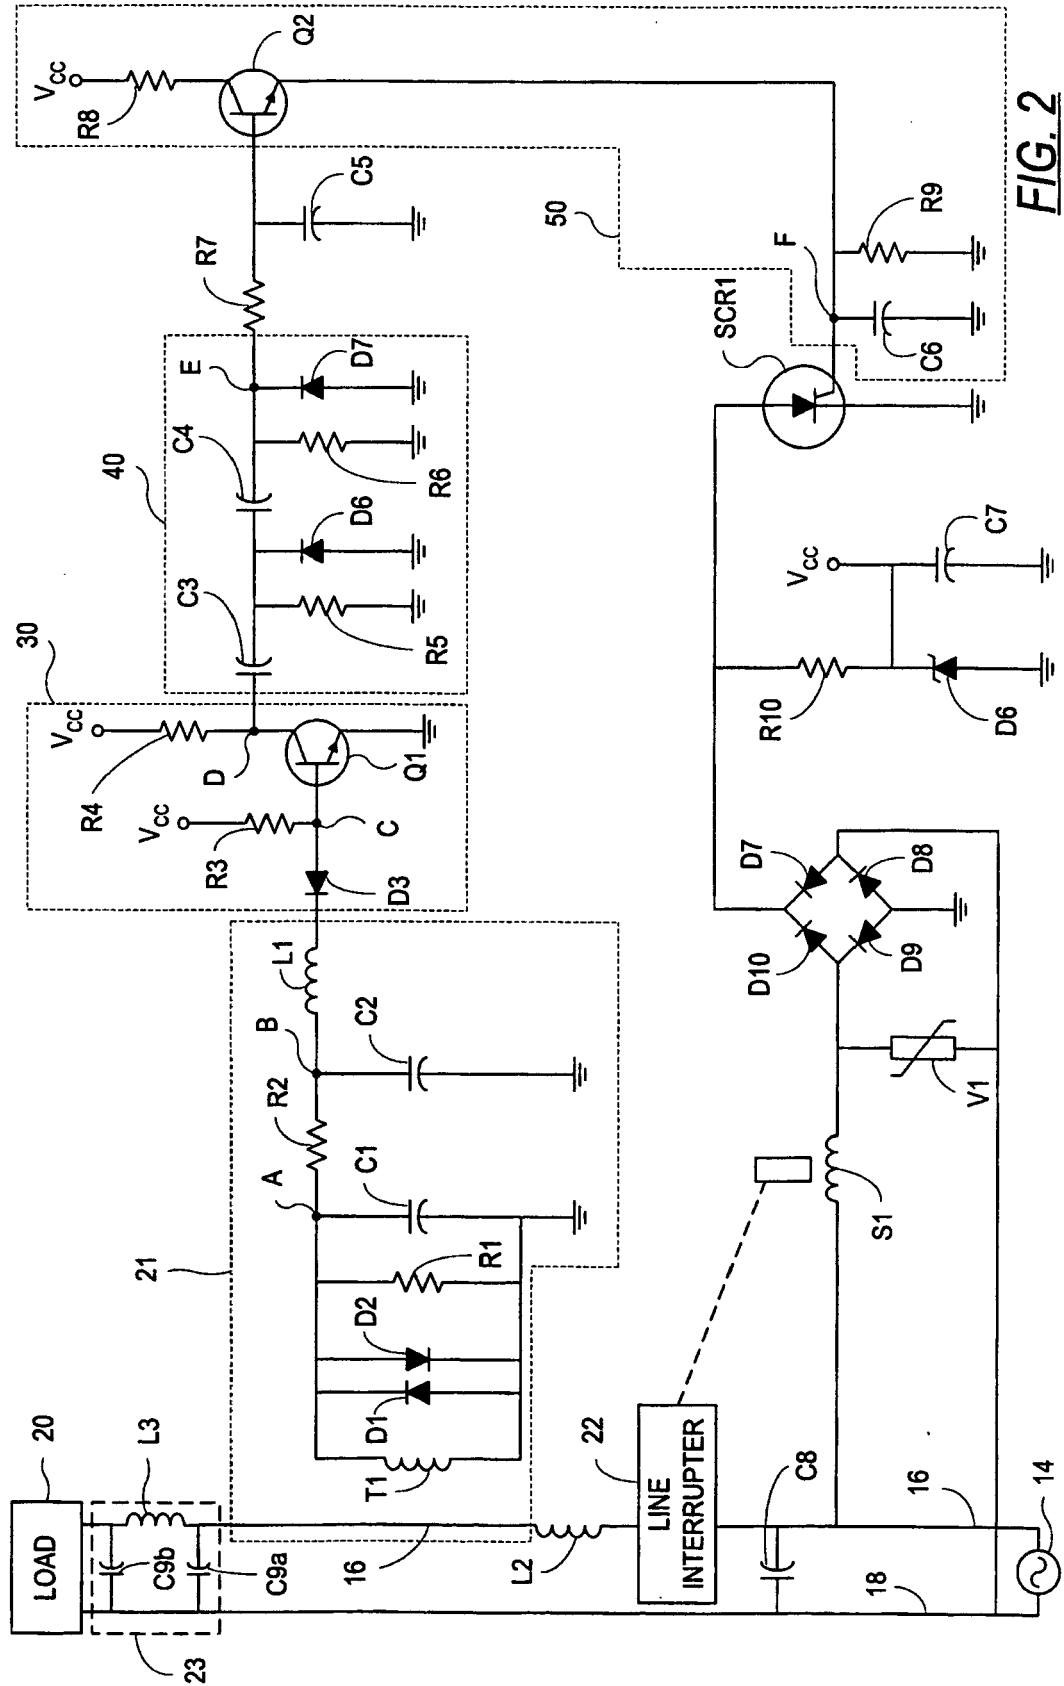 20
LOAD
L3
C9b
C9a
23
16
L2
22
LINE
INTERRUPTER
C8
18
16
14
21
T1
D1
D2
R1
A
C1
R2
B
C2
L1
30
D3
VCC
R3
C
VCC
R4
D
Q1
40
C3
R5
D6
C4
R6
E
D7
R7
C5
VCC
R8
Q2
50
S1
V1
D10
D9
D7
D8
R10
D6
VCC
C7
SCR1
F
C6
R9
FIG. 2